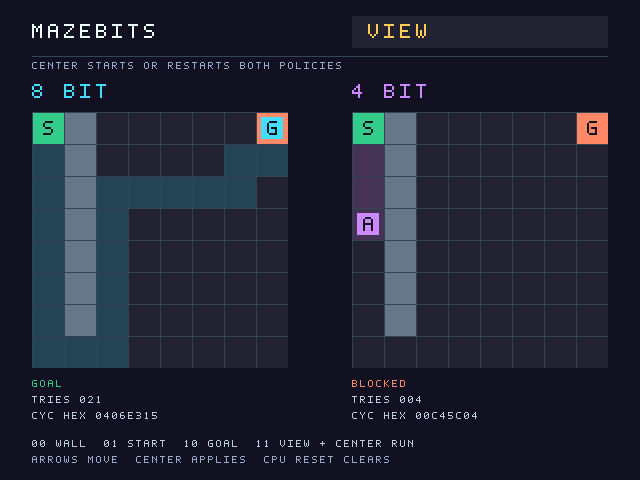 MAZEBITS
VIEW
CENTER STARTS OR RESTARTS BOTH POLICIES
8 BIT
4 BIT
S
G
S
G
A
GOAL
BLOCKED
TRIES 021
TRIES 004
CYC HEX 0406E315
CYC HEX 00C45C04
00 WALL  01 START  10 GOAL  11 VIEW + CENTER RUN
ARROWS MOVE  CENTER APPLIES  CPU RESET CLEARS